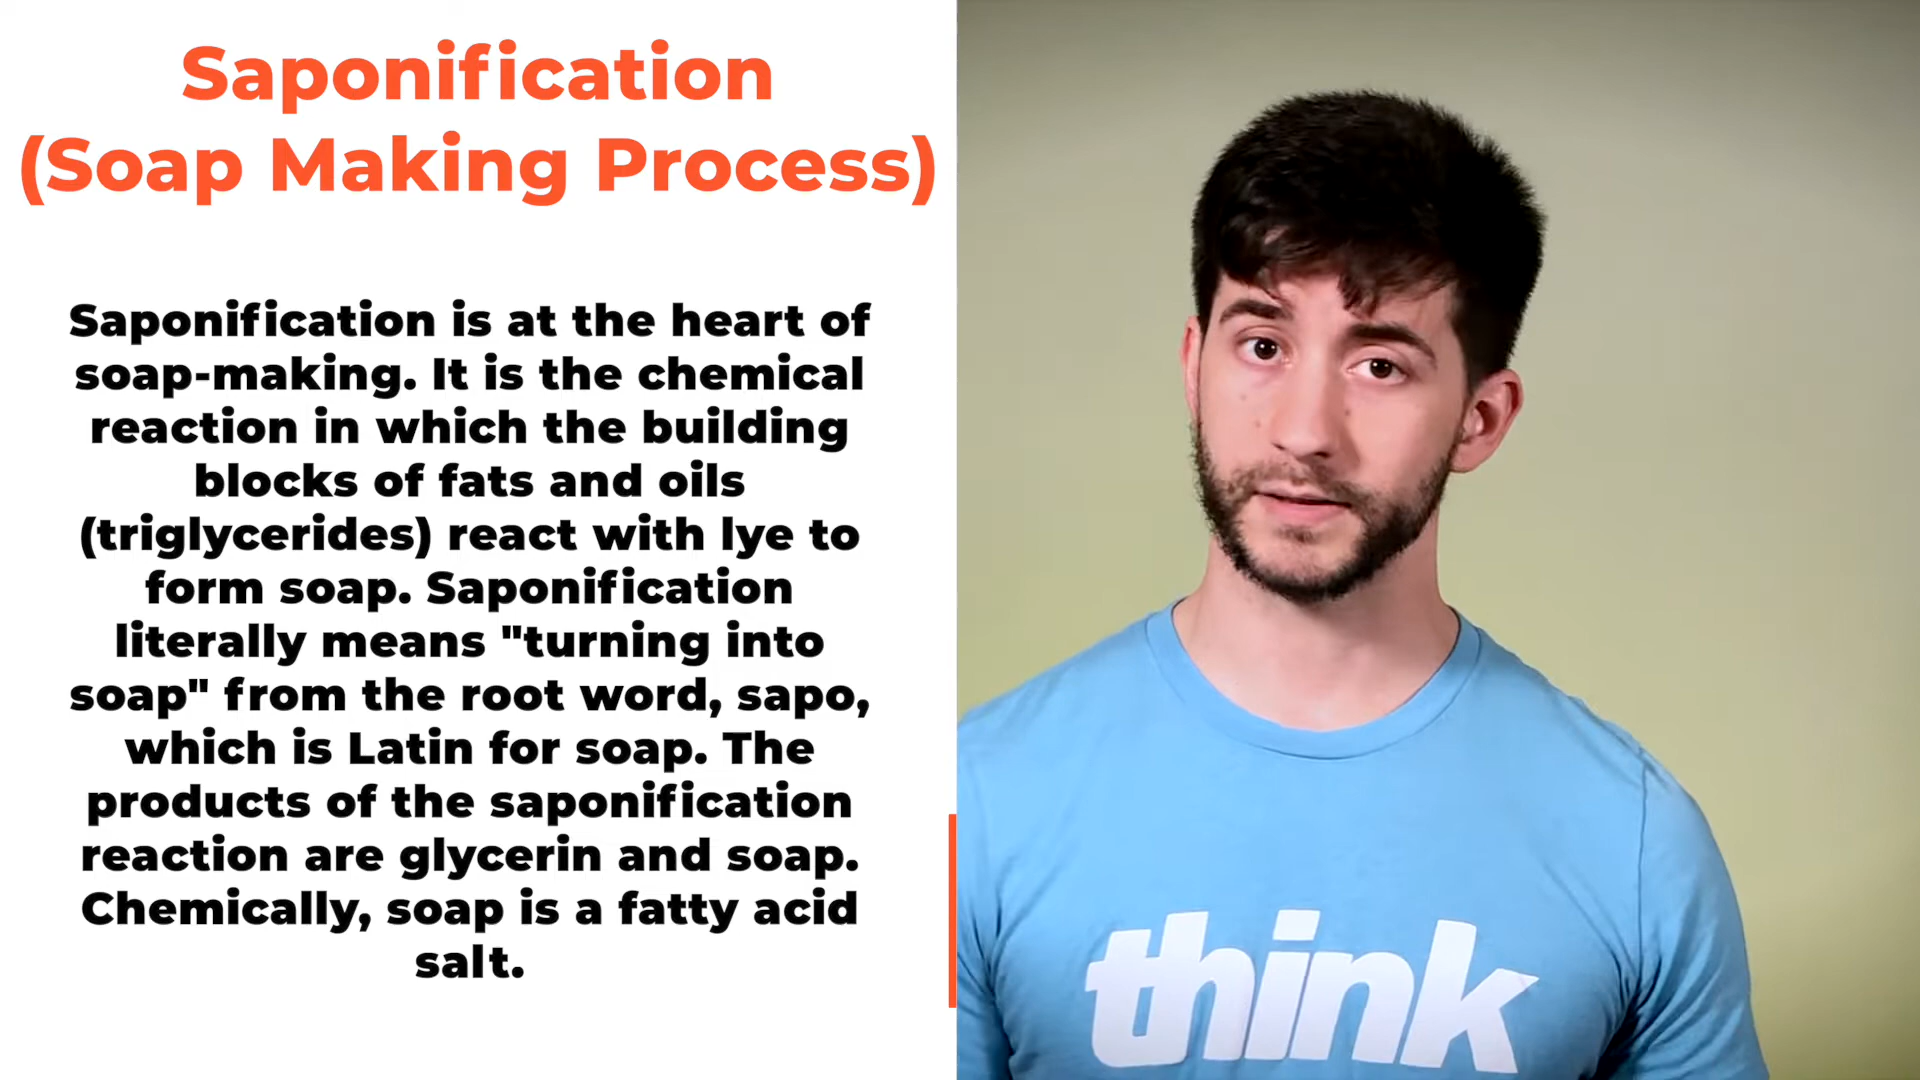 Saponification
(Soap Making Process)
Saponification is at the heart of
soap-making. It is the chemical
reaction in which the building
blocks of fats and oils
(triglycerides) react with lye to
form soap. Saponification
literally means "turning into
soap" from the root word, sapo,
which is Latin for soap. The
products of the saponification
reaction are glycerin and soap.
Chemically, soap is a fatty acid
salt.
think